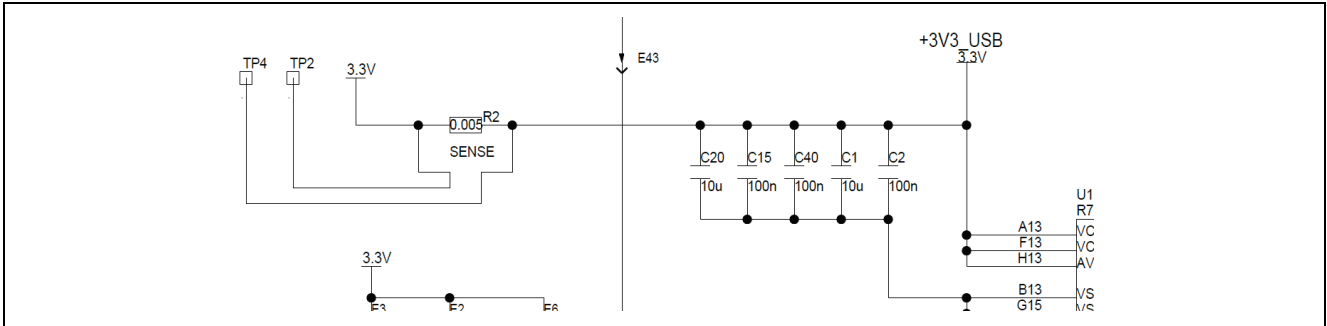 +3V3_USB
3.3V
TP4 TP2 3.3V E43
0.005 R2
SENSE
C20 C15 C40 C1 C2
10u 100n 100n 10u 100n
U1
R7
A13 VC
F13 VC
H13 AV
3.3V
B13 VS
G15 VS
E3 E2 E6